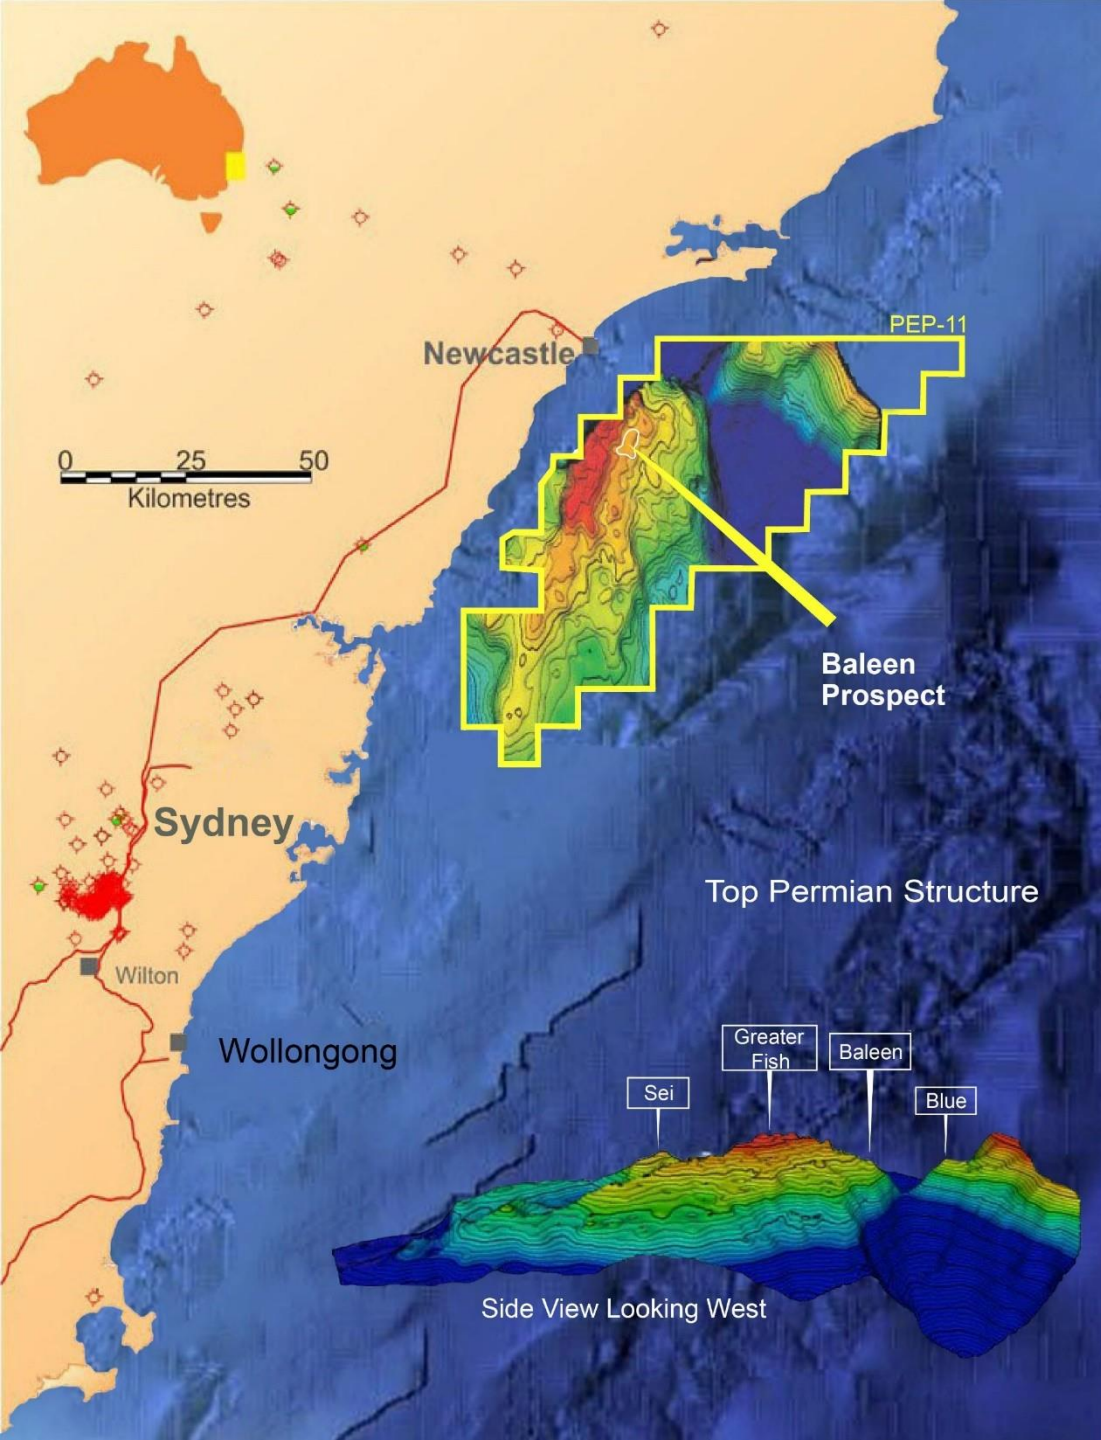 PEP-11
Newcastle
0 25 50
Kilometres
Baleen
Prospect
Sydney
Top Permian Structure
Wilton
Wollongong
Greater
Fish
Baleen
Sei
Blue
Side View Looking West